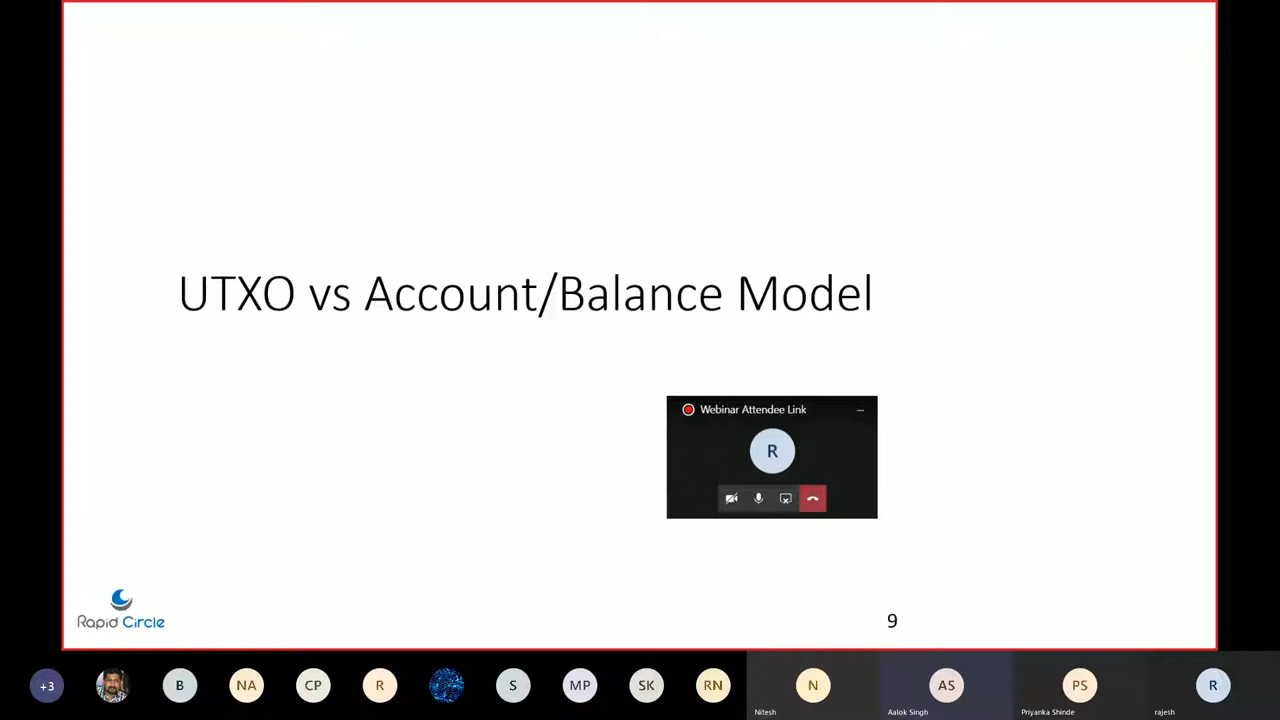 UTXO vs Account/Balance Model
Webinar Attendee Link
R
Rapid Circle
9
+3
B
NA
CP
R
S
MP
SK
RN
N
AS
PS
R
Nitesh
Aalok Singh
Priyanka Shinde
rajesh